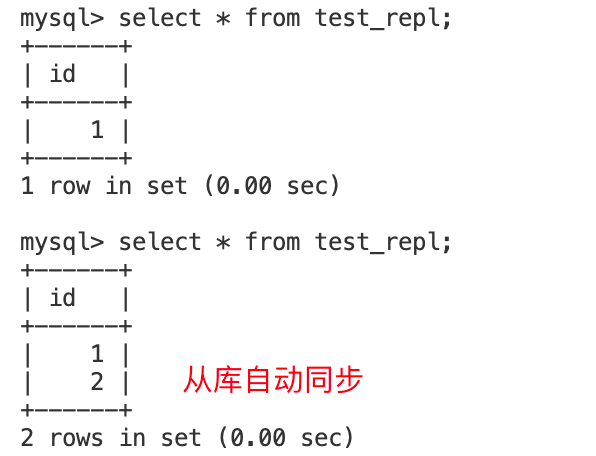 mysql> select * from test_repl;
+------+
| id   |
+------+
|    1 |
+------+
1 row in set (0.00 sec)
mysql> select * from test_repl;
+------+
| id   |
+------+
|    1 |
|    2 | 从库自动同步
+------+
2 rows in set (0.00 sec)